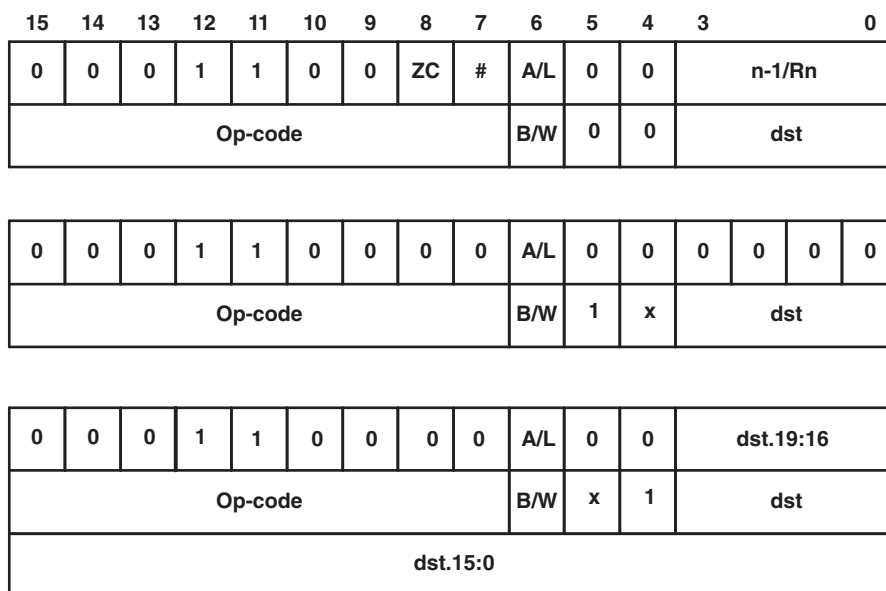 15 14 13 12 11 10 9 8 7 6 5 4 3 0
0 0 0 1 1 0 0 ZC # A/L 0 0 n-1/Rn
Op-code B/W 0 0 dst
0 0 0 1 1 0 0 0 0 A/L 0 0 0 0 0 0
Op-code B/W 1 x dst
0 0 0 1 1 0 0 0 0 A/L 0 0 dst.19:16
Op-code B/W x 1 dst
dst.15:0